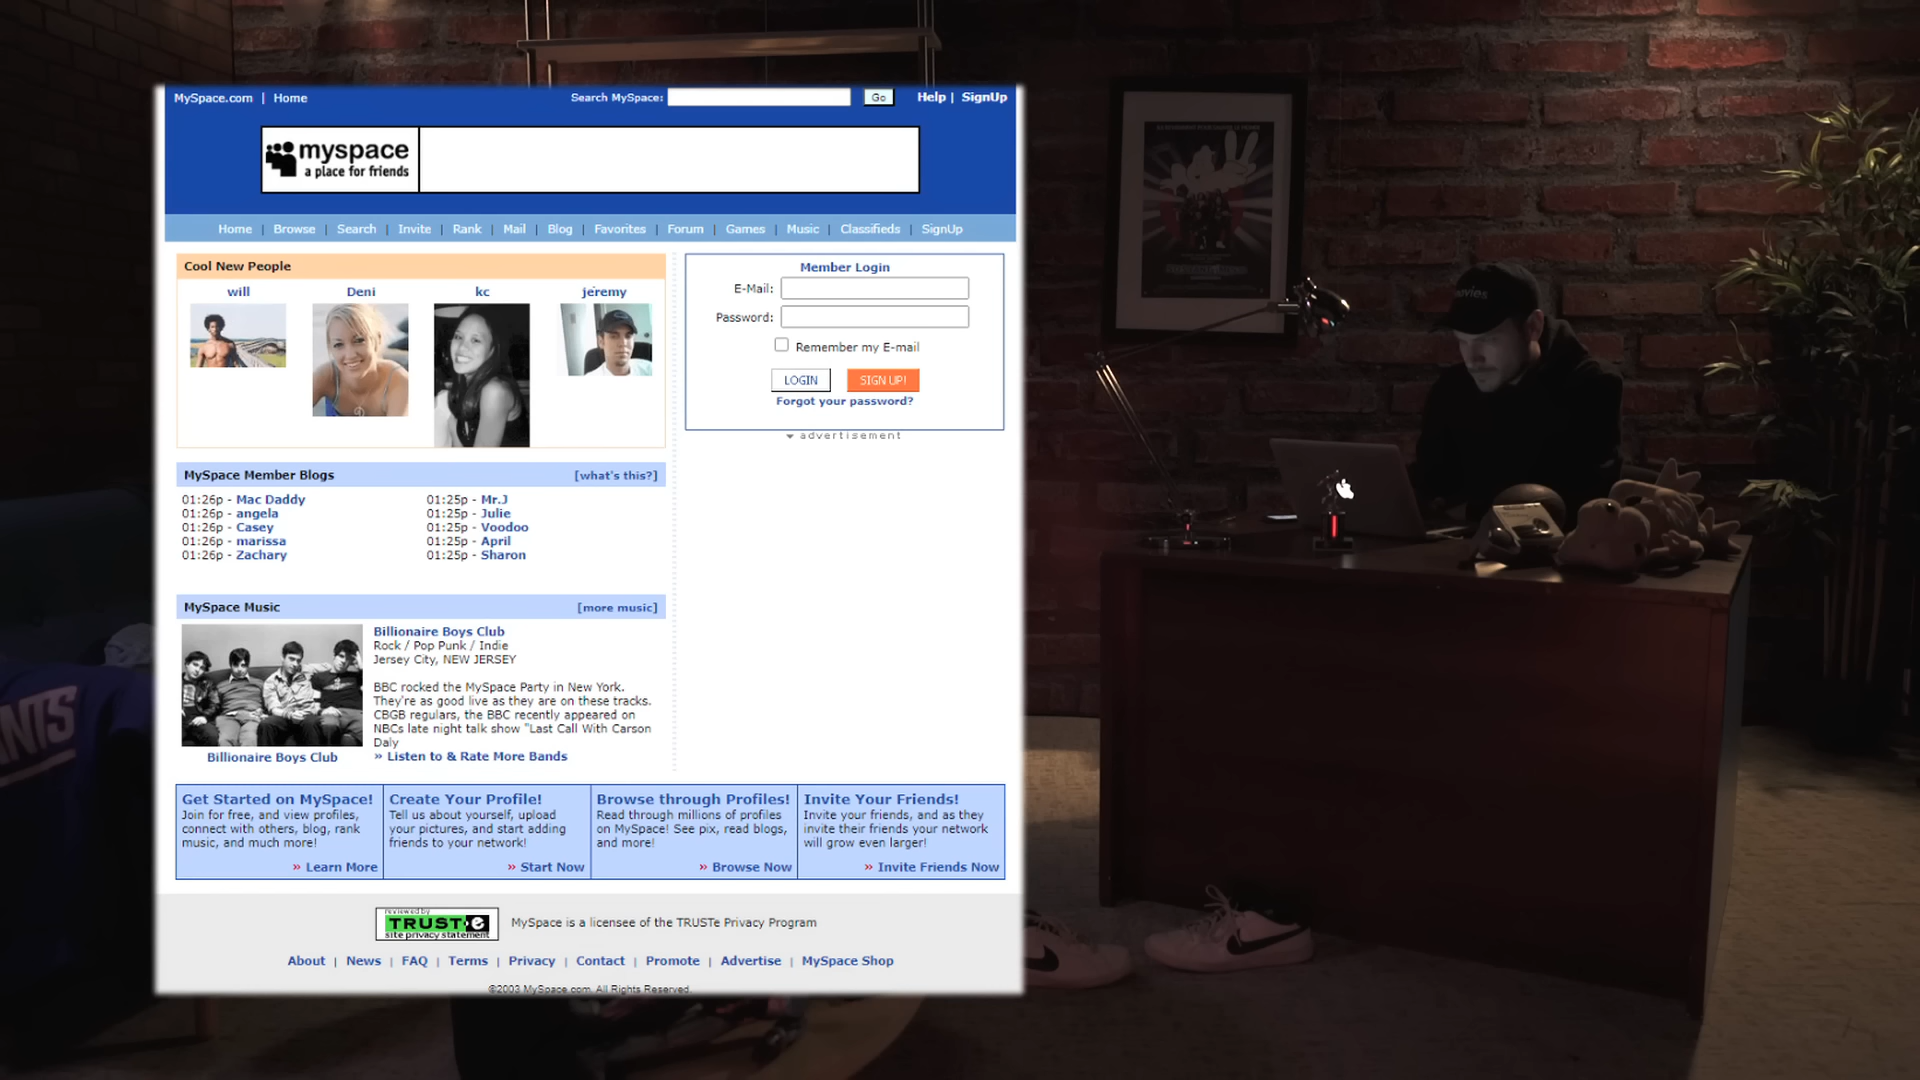 MySpace.com | Home
Search MySpace:
Go
Help | SignUp
myspace
a place for friends
Home | Browse | Search | Invite | Rank | Mail | Blog | Favorites | Forum | Games | Music | Classifieds | SignUp
Cool New People
will
Deni
kc
jeremy
Member Login
E-Mail:
Password:
Remember my E-mail
LOGIN
SIGN UP!
Forgot your password?
advertisement
MySpace Member Blogs
[what's this?]
01:26p - Mac Daddy
01:26p - angela
01:26p - Casey
01:26p - marissa
01:26p - Zachary
01:25p - Mr.J
01:25p - Julie
01:25p - Voodoo
01:25p - April
01:25p - Sharon
MySpace Music
[more music]
Billionaire Boys Club
Billionaire Boys Club
Rock / Pop Punk / Indie
Jersey City, NEW JERSEY
BBC rocked the MySpace Party in New York.
They're as good live as they are on these tracks.
CBGB regulars, the BBC recently appeared on
NBCs late night talk show "Last Call With Carson
Daly
» Listen to & Rate More Bands
Get Started on MySpace!
Join for free, and view profiles,
connect with others, blog, rank
music, and much more!
» Learn More
Create Your Profile!
Tell us about yourself, upload
your pictures, and start adding
friends to your network!
» Start Now
Browse through Profiles!
Read through millions of profiles
on MySpace! See pix, read blogs,
and more!
» Browse Now
Invite Your Friends!
Invite your friends, and as they
invite their friends your network
will grow even larger!
» Invite Friends Now
reviewed by
TRUSTe
site privacy statement
MySpace is a licensee of the TRUSTe Privacy Program
About | News | FAQ | Terms | Privacy | Contact | Promote | Advertise | MySpace Shop
©2003 MySpace.com. All Rights Reserved.
ANTS